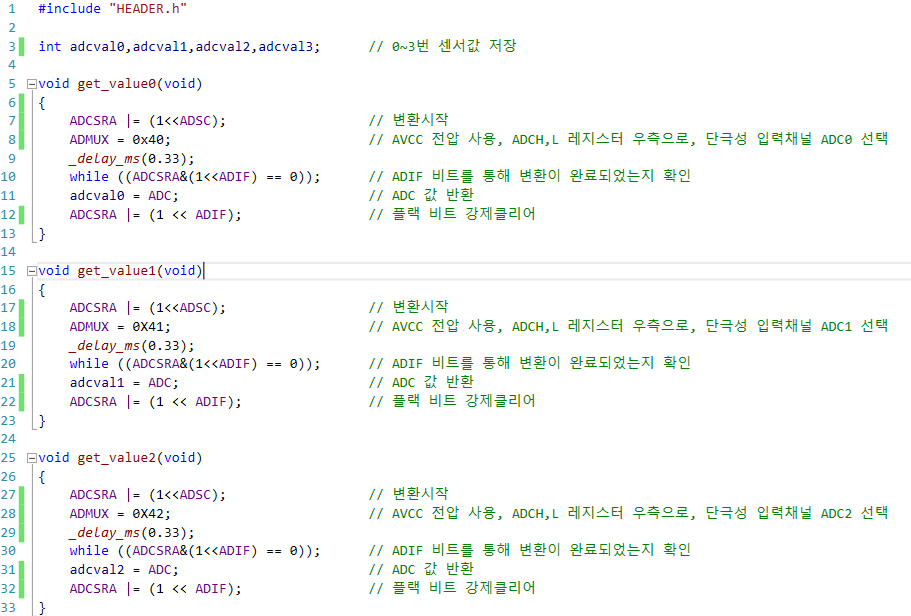 1 #include "HEADER.h"
2
3 int adcval0,adcval1,adcval2,adcval3; // 0~3번 센서값 저장
4
5 void get_value0(void)
6 {
7 ADCSRA |= (1<<ADSC); // 변환시작
8 ADMUX = 0x40; // AVCC 전압 사용, ADCH,L 레지스터 우측으로, 단극성 입력채널 ADC0 선택
9 _delay_ms(0.33);
10 while ((ADCSRA&(1<<ADIF) == 0)); // ADIF 비트를 통해 변환이 완료되었는지 확인
11 adcval0 = ADC; // ADC 값 반환
12 ADCSRA |= (1 << ADIF); // 플랙 비트 강제클리어
13 }
14
15 void get_value1(void)
16 {
17 ADCSRA |= (1<<ADSC); // 변환시작
18 ADMUX = 0X41; // AVCC 전압 사용, ADCH,L 레지스터 우측으로, 단극성 입력채널 ADC1 선택
19 _delay_ms(0.33);
20 while ((ADCSRA&(1<<ADIF) == 0)); // ADIF 비트를 통해 변환이 완료되었는지 확인
21 adcval1 = ADC; // ADC 값 반환
22 ADCSRA |= (1 << ADIF); // 플랙 비트 강제클리어
23 }
24
25 void get_value2(void)
26 {
27 ADCSRA |= (1<<ADSC); // 변환시작
28 ADMUX = 0X42; // AVCC 전압 사용, ADCH,L 레지스터 우측으로, 단극성 입력채널 ADC2 선택
29 _delay_ms(0.33);
30 while ((ADCSRA&(1<<ADIF) == 0)); // ADIF 비트를 통해 변환이 완료되었는지 확인
31 adcval2 = ADC; // ADC 값 반환
32 ADCSRA |= (1 << ADIF); // 플랙 비트 강제클리어
33 }